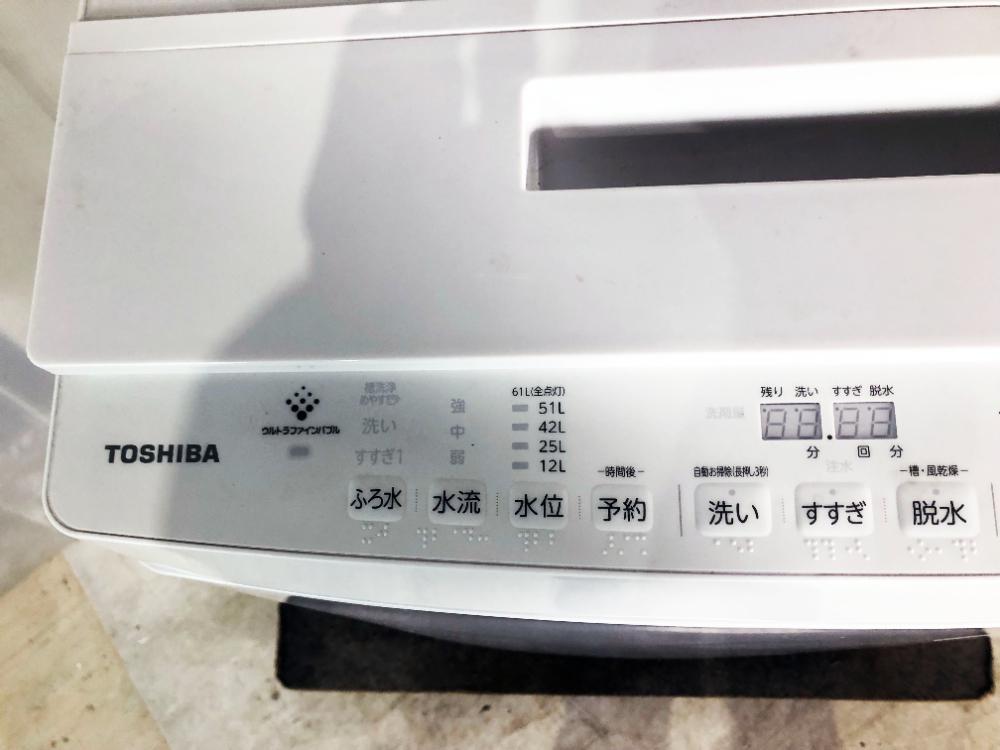 TOSHIBA
ウルトラファインバブル
槽洗浄
めやすセツ
洗い
すすぎ1
強
中
弱
61L(全点灯)
51L
42L
25L
12L
時間後
残り 洗い すすぎ 脱水
88.88
分 回 分
洗剤量
注水
自動お掃除(長押し3秒)
槽・風乾燥
ふろ水
水流
水位
予約
洗い
すすぎ
脱水